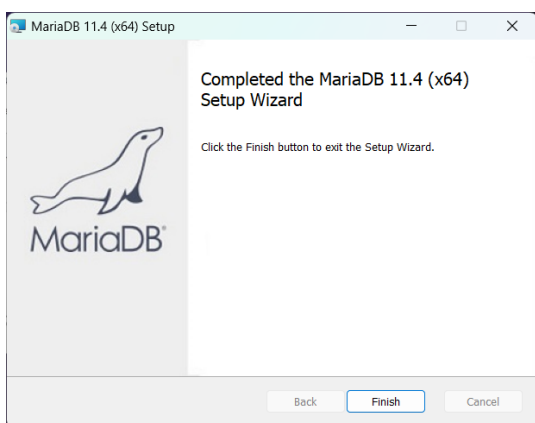 MariaDB 11.4 (x64) Setup
Completed the MariaDB 11.4 (x64)
Setup Wizard
Click the Finish button to exit the Setup Wizard.
MariaDB
Back
Finish
Cancel